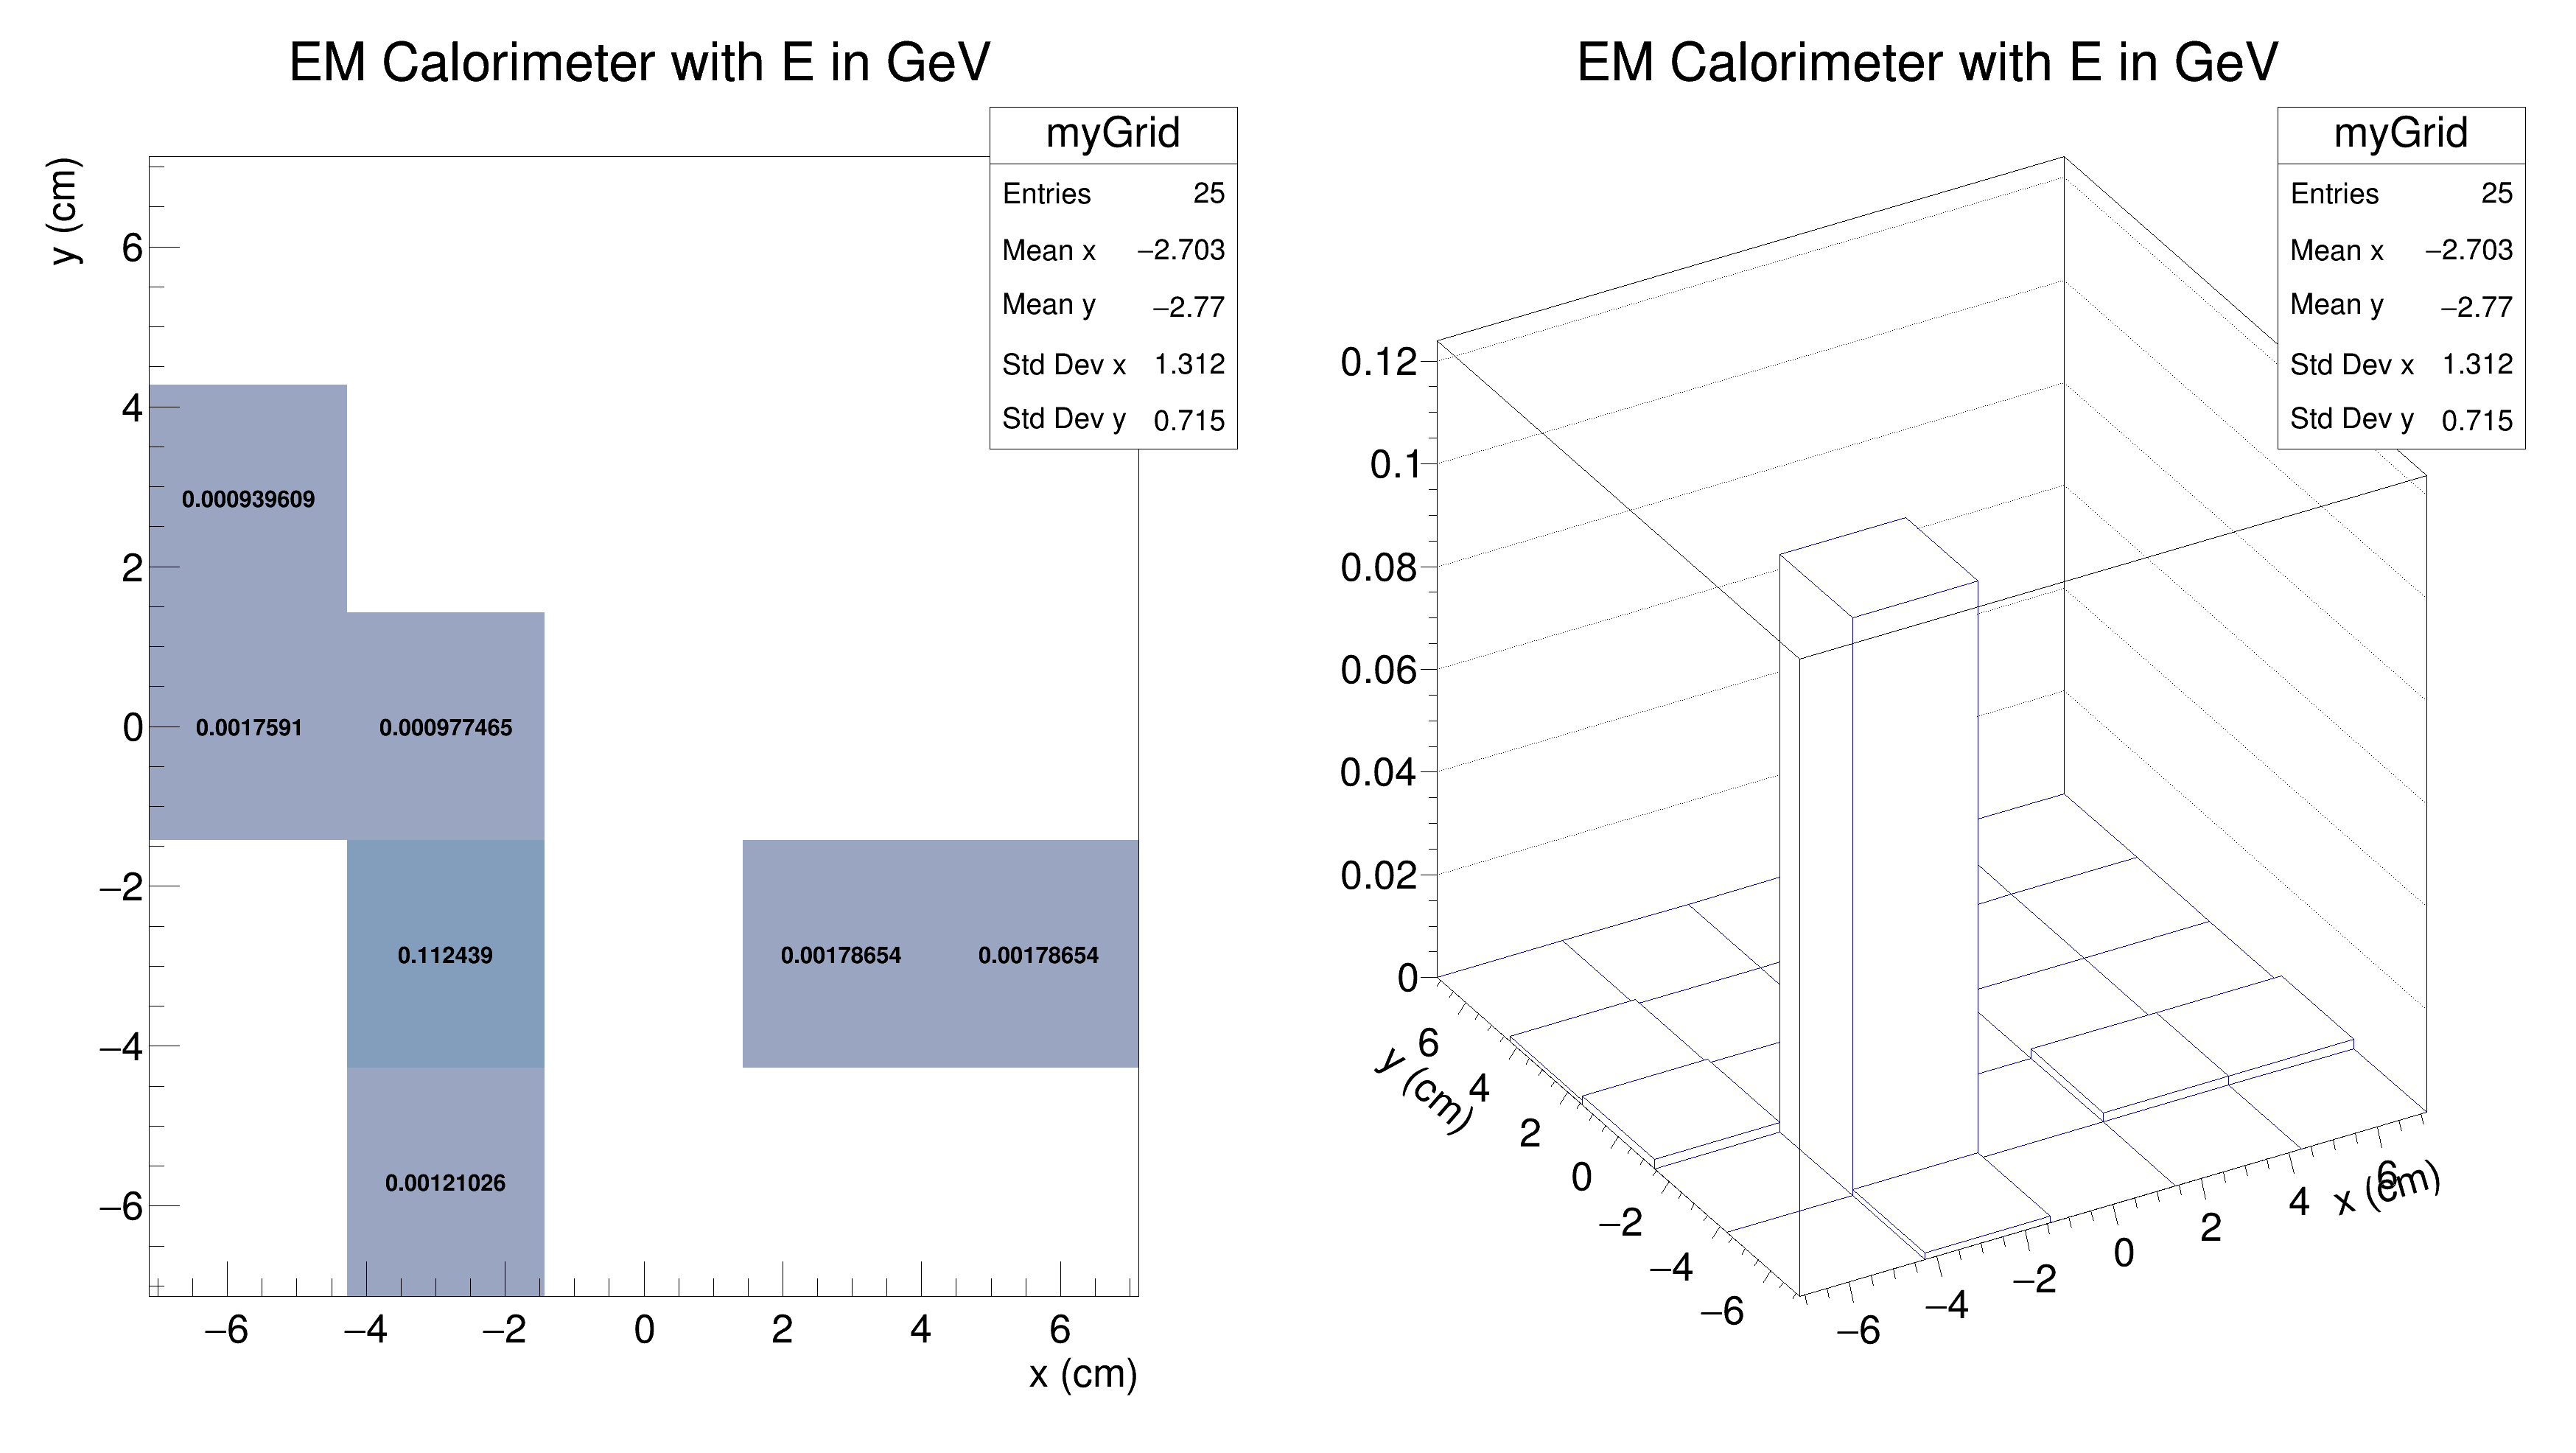 EM Calorimeter with E in GeV
myGrid
Entries 25
Mean x −2.703
Mean y −2.77
Std Dev x 1.312
Std Dev y 0.715
y (cm)
6
4
2
0
−2
−4
−6
0.000939609
0.0017591 0.000977465
0.112439 0.00178654 0.00178654
0.00121026
−6 −4 −2 0 2 4 6
x (cm)
EM Calorimeter with E in GeV
myGrid
Entries 25
Mean x −2.703
Mean y −2.77
Std Dev x 1.312
Std Dev y 0.715
0.12
0.1
0.08
0.06
0.04
0.02
0
y (cm)
6
4
2
0
−2
−4
−6
−6 −4 −2 0 2 4 6
x (cm)